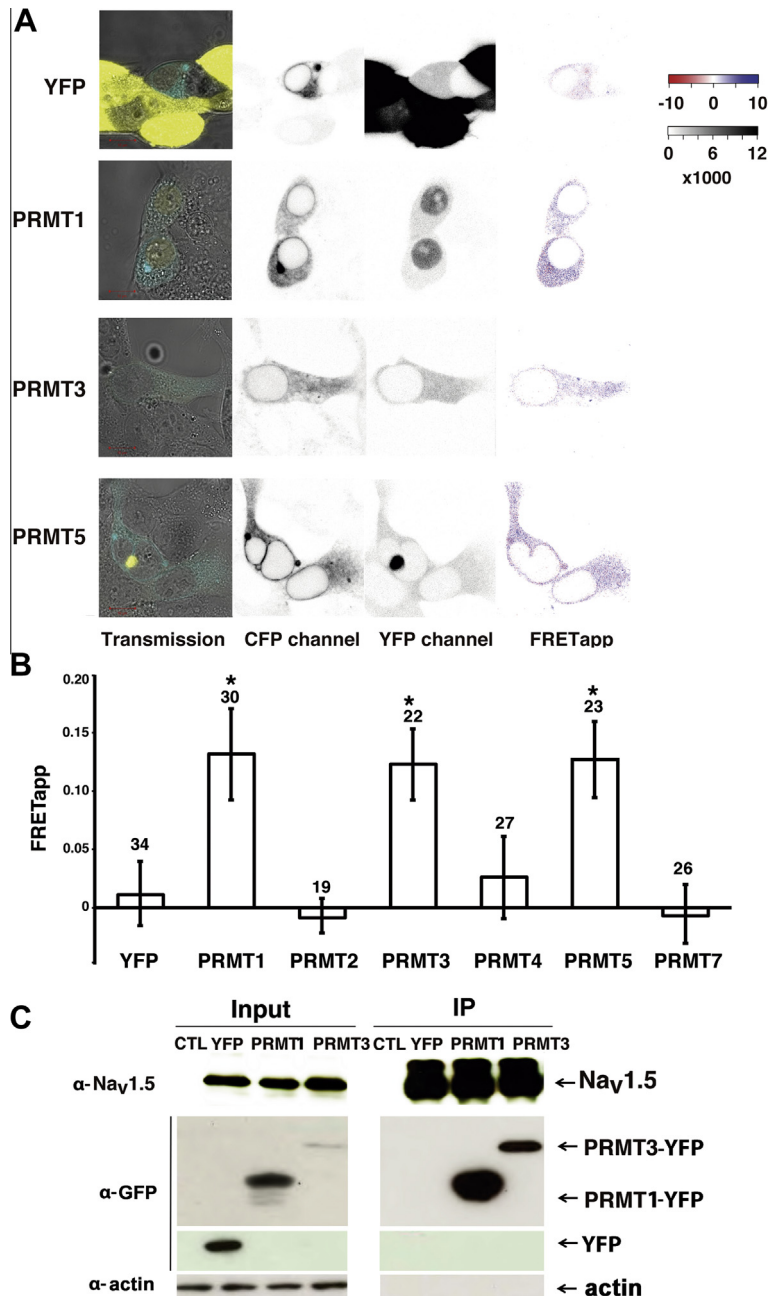 A
YFP
-10 0 10
0 6 12
x1000
PRMT1
PRMT3
PRMT5
Transmission CFP channel YFP channel FRETapp
B
FRETapp
0.20
0.15
0.10
0.05
0
34
*
30
19
*
22
27
*
23
26
YFP PRMT1 PRMT2 PRMT3 PRMT4 PRMT5 PRMT7
C
Input IP
CTL YFP PRMT1 PRMT3 CTL YFP PRMT1 PRMT3
α-Nav1.5 ←Nav1.5
α-GFP
←PRMT3-YFP
←PRMT1-YFP
←YFP
α-actin ←actin